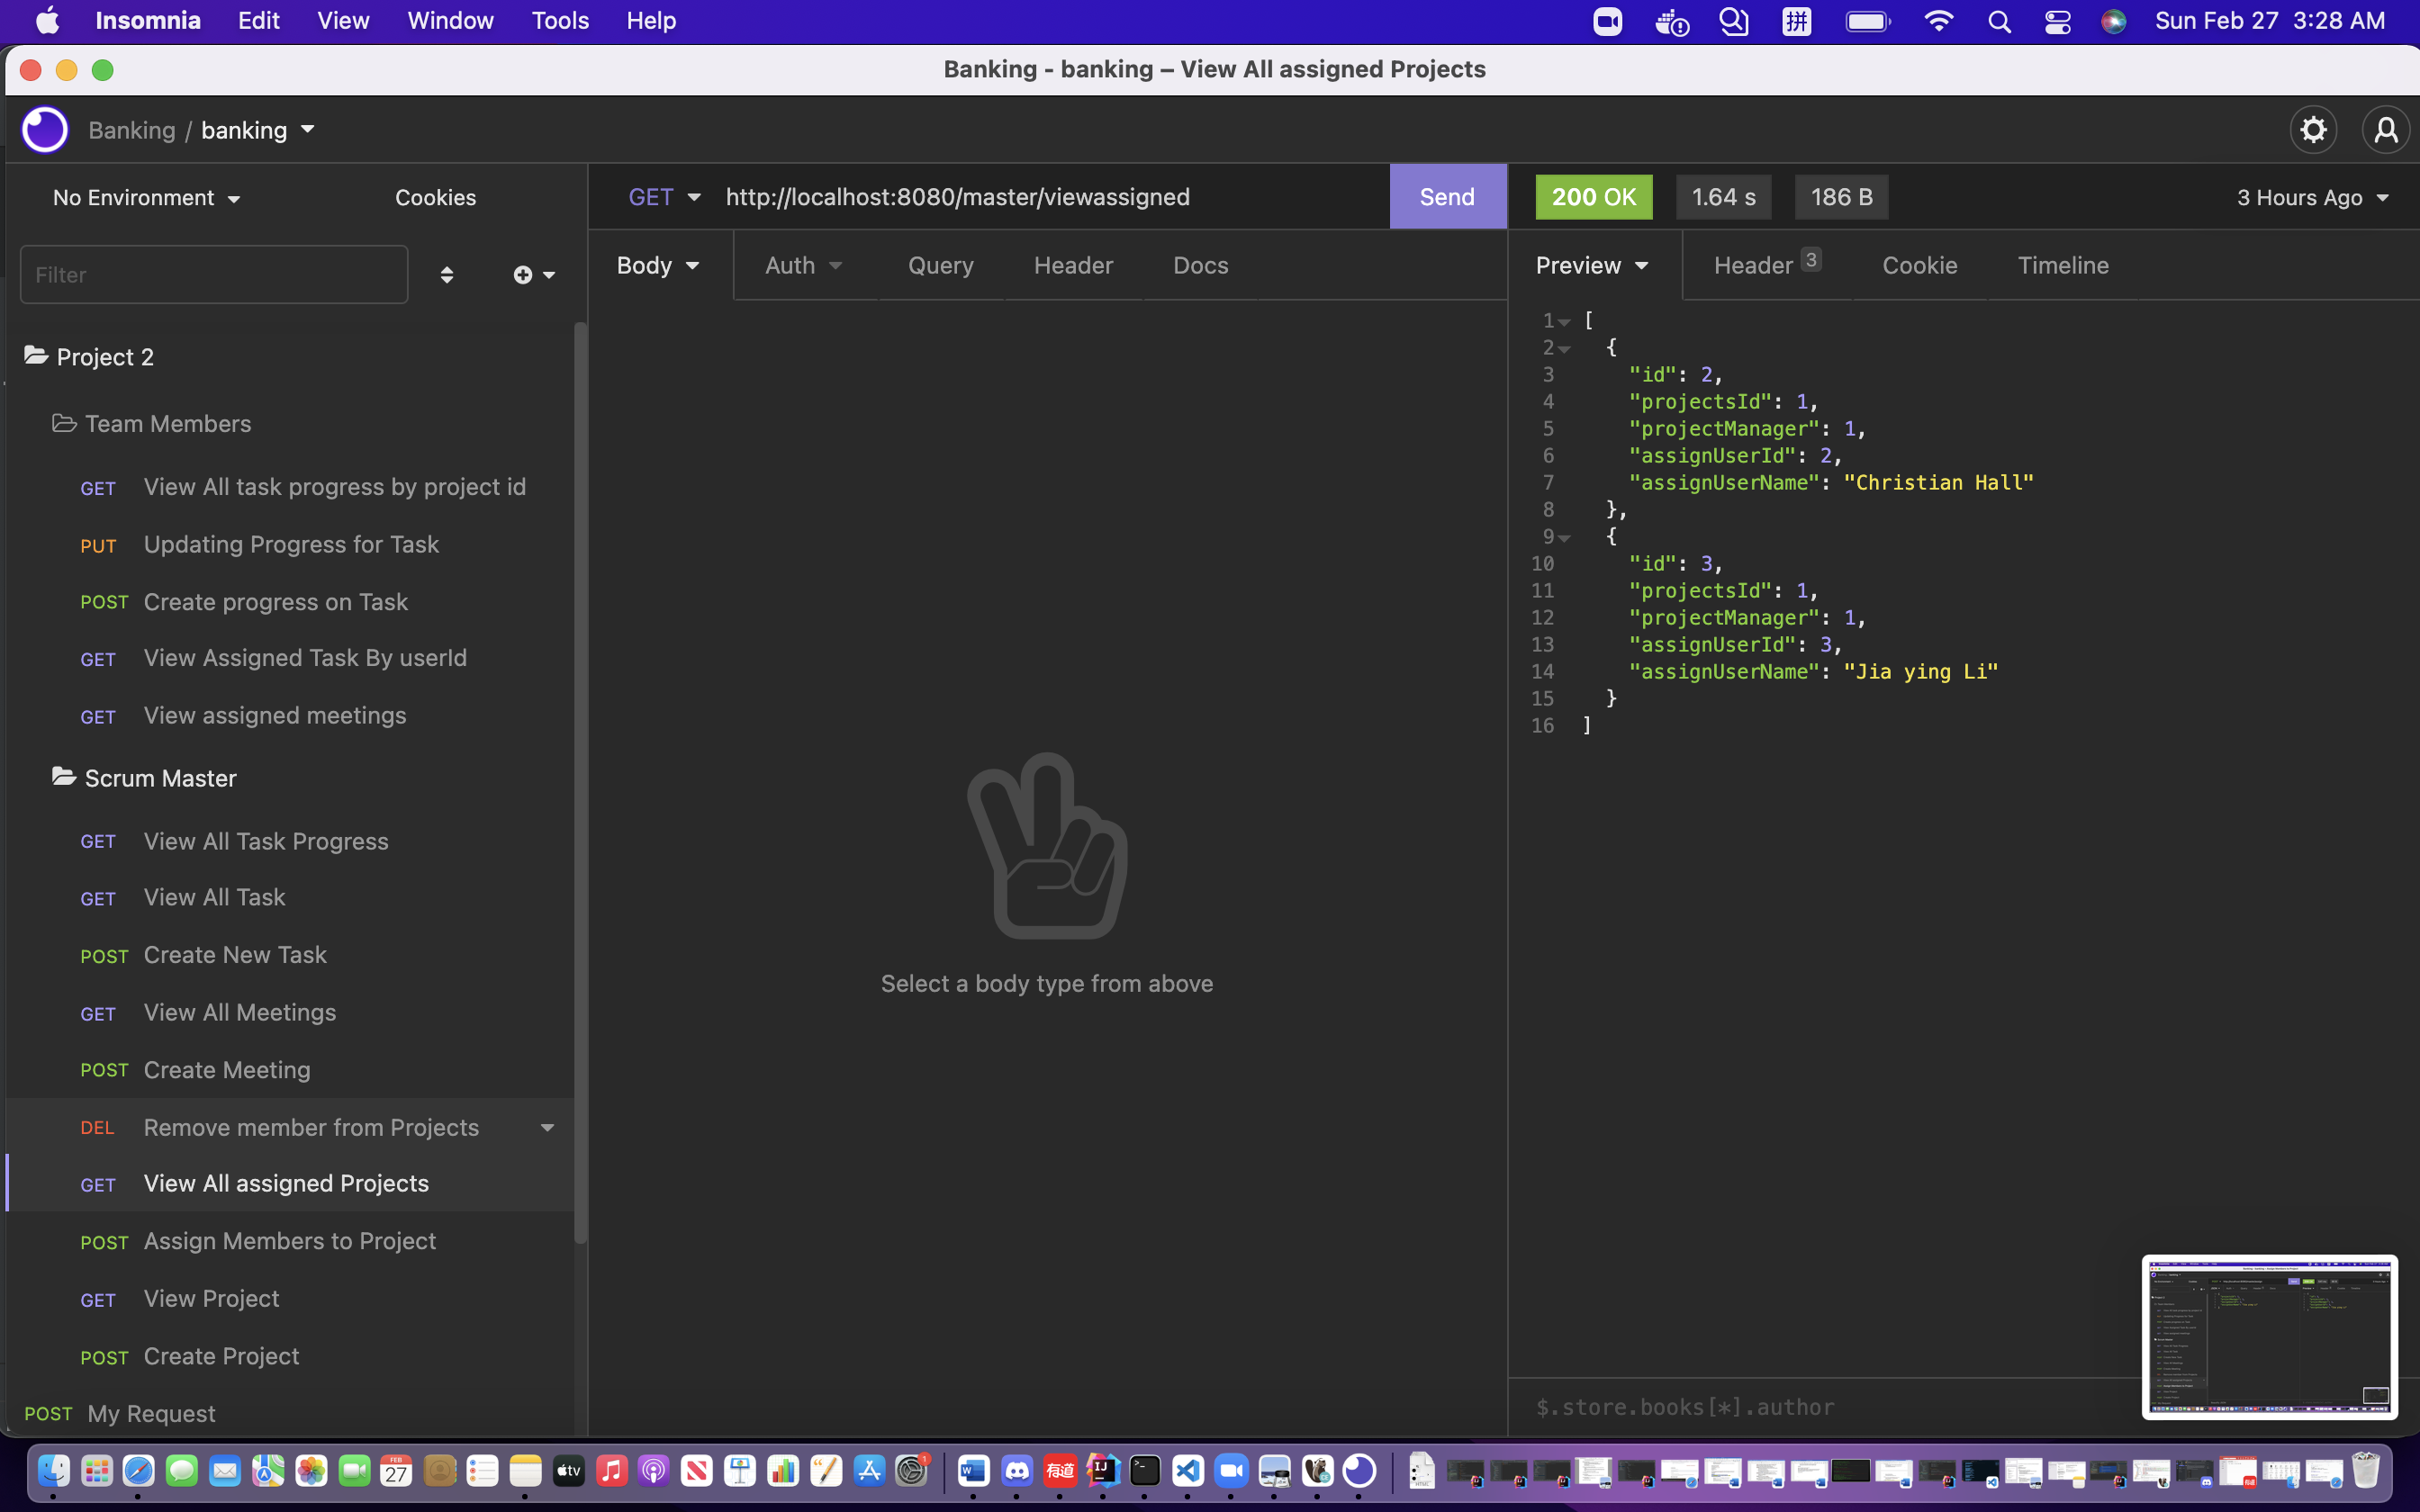 Insomnia Edit View Window Tools Help
拼
Sun Feb 27 3:28 AM
Banking - banking – View All assigned Projects
Banking / banking
No Environment Cookies
GET http://localhost:8080/master/viewassigned Send
200 OK 1.64 s 186 B 3 Hours Ago
Filter
Body Auth Query Header Docs
Preview Header 3 Cookie Timeline
Project 2
Team Members
GET View All task progress by project id
PUT Updating Progress for Task
POST Create progress on Task
GET View Assigned Task By userId
GET View assigned meetings
Scrum Master
GET View All Task Progress
GET View All Task
POST Create New Task
GET View All Meetings
POST Create Meeting
DEL Remove member from Projects
GET View All assigned Projects
POST Assign Members to Project
GET View Project
POST Create Project
POST My Request
Select a body type from above
1 [
2 {
3 "id": 2,
4 "projectsId": 1,
5 "projectManager": 1,
6 "assignUserId": 2,
7 "assignUserName": "Christian Hall"
8 },
9 {
10 "id": 3,
11 "projectsId": 1,
12 "projectManager": 1,
13 "assignUserId": 3,
14 "assignUserName": "Jia ying Li"
15 }
16 ]
$.store.books[*].author
FEB
27
tv
1
W
有道
IJ